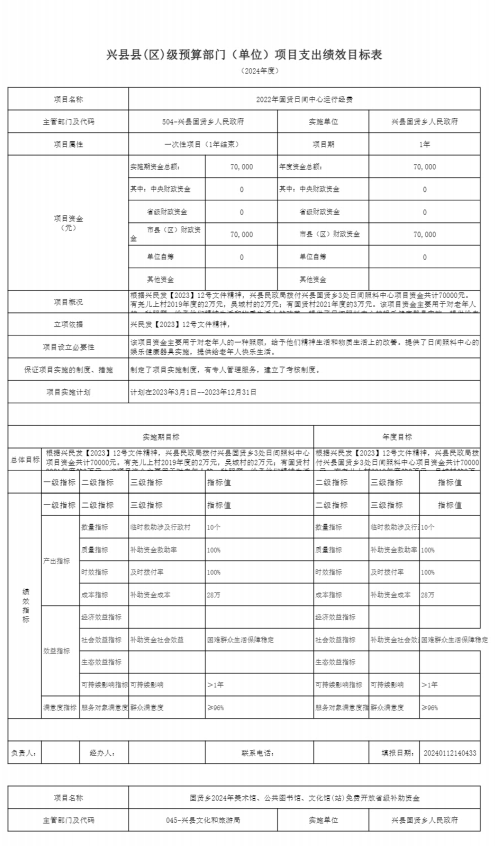 兴县县(区)级预算部门（单位）项目支出绩效目标表
（2024年度）
项目名称 2022年固贤日间中心运行经费
主管部门及代码 504-兴县固贤乡人民政府 实施单位 兴县固贤乡人民政府
项目属性 一次性项目（1年结束） 项目期 1年
项目资金
（元）
实施期资金总额: 70,000 年度资金总额: 70,000
其中: 中央财政资金 0 其中: 中央财政资金 0
省级财政资金 0 省级财政资金 0
市县（区）财政资
金 70,000 市县（区）财政资金 70,000
单位自筹 0 单位自筹 0
其他资金 其他资金
项目概况
根据兴民发【2023】12号文件精神，兴县民政局拨付兴县固贤乡3处日间照料中心项目资金共计70000元。
有尧儿上村2019年度的2万元，吴城村的2万元；有固贤村2021年度的3万元。该项目资金主要用于对老年人
立项依据 兴民发【2023】12号文件精神，
项目设立必要性
该项目资金主要用于对老年人的一种照顾，给予他们精神生活和物质生活上的改善，提供了日间照料中心的
娱乐健康器具实施，提供给老年人快乐生活。
保证项目实施的制度、措施 制定了项目实施制度，有专人管理服务，建立了考核制度。
项目实施计划 计划在2023年3月1日--2023年12月31日
实施期目标 年度目标
总体目标
根据兴民发【2023】12号文件精神，兴县民政局拨付兴县固贤乡3处日间照料中心
项目资金共计70000元。有尧儿上村2019年度的2万元，吴城村的2万元；有固贤村
根据兴民发【2023】12号文件精神，兴县民政局拨
付兴县固贤乡3处日间照料中心项目资金共计70000
绩效指标
一级指标 二级指标 三级指标 指标值 二级指标 三级指标 指标值
一级指标 二级指标 三级指标 指标值 二级指标 三级指标 指标值
产出指标
数量指标 临时救助涉及行政村 10个 数量指标 临时救助涉及行 10个
质量指标 补助资金救助率 100% 质量指标 补助资金救助率 100%
时效指标 及时拨付率 100% 时效指标 及时拨付率 100%
成本指标 补助资金成本 28万 成本指标 补助资金成本 28万
效益指标
经济效益指标 经济效益指标
社会效益指标 补助资金社会效益 困难群众生活保障稳定 社会效益指标 补助资金社会效 困难群众生活保障稳定
生态效益指标 生态效益指标
可持续影响指标 可持续影响 ＞1年 可持续影响指标 可持续影响 ＞1年
满意度指标 服务对象满意度 群众满意度 ≥96% 服务对象满意度指 群众满意度 ≥96%
负责人: 经办人: 联系电话: 填报日期: 20240112140433
项目名称 固贤乡2024年美术馆、公共图书馆、文化馆(站)免费开放省级补助资金
主管部门及代码 045-兴县文化和旅游局 实施单位 兴县固贤乡人民政府